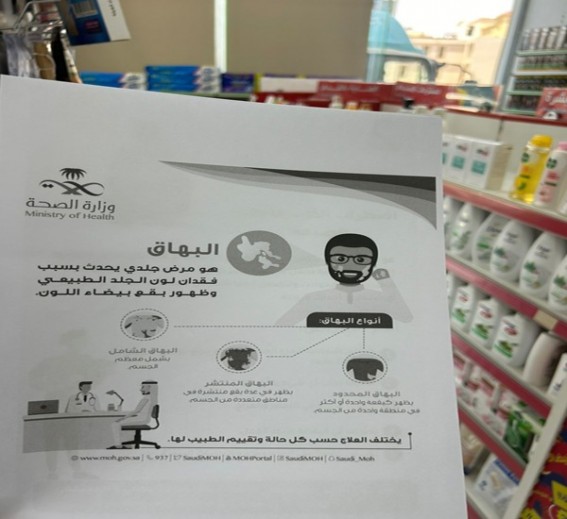 وزارة الصحة
Ministry of Health
البهاق
هو مرض جلدي يحدث بسبب
فقدان لون الجلد الطبيعي
وظهور بقع بيضاء اللون.
أنواع البهاق:
البهاق الشامل
يشمل معظم
الجسم
البهاق المنتشر
يظهر في عدة بقع منتشرة في
مناطق متعددة من الجسم
البهاق المحدود
يظهر كبقعة واحدة أو أكثر
في منطقة واحدة من الجسم
يختلف العلاج حسب كل حالة وتقييم الطبيب لها.
www.moh.gov.sa | 937 | SaudiMOH | MOHPortal | SaudiMOH | Saudi_Moh